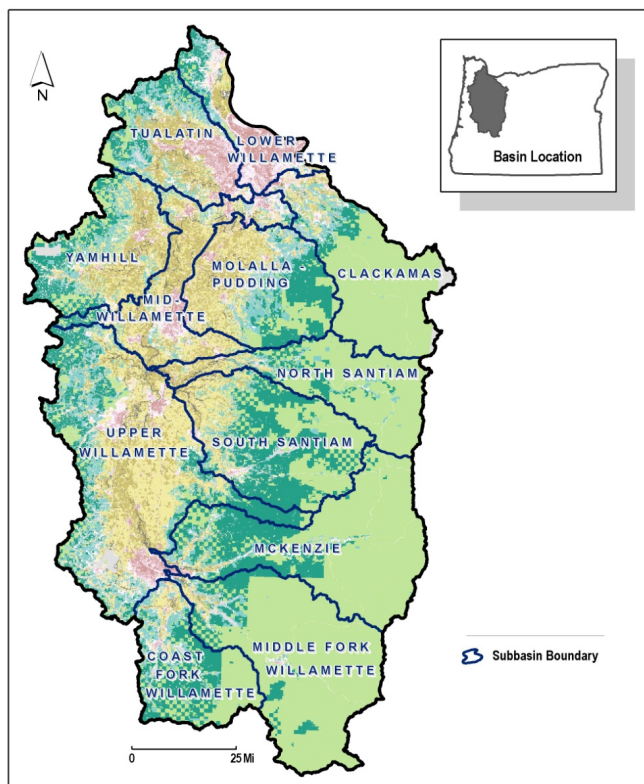 N
Basin Location
TUALATIN
LOWER
WILLAMETTE
YAMHILL
MOLALLA -
PUDDING
CLACKAMAS
MID-
WILLAMETTE
NORTH SANTIAM
UPPER
WILLAMETTE
SOUTH SANTIAM
MCKENZIE
MIDDLE FORK
WILLAMETTE
COAST
FORK
WILLAMETTE
Subbasin Boundary
0 25 Mi